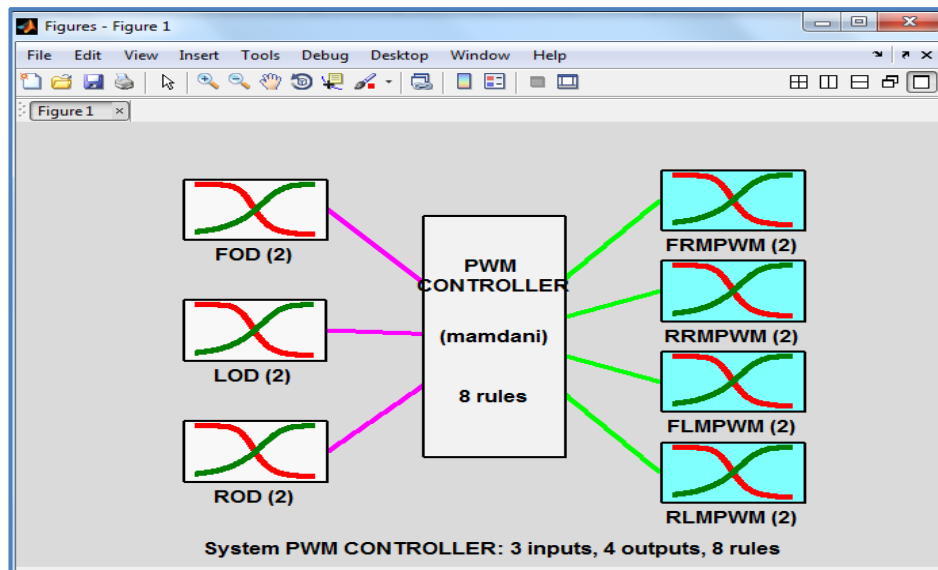 Figures - Figure 1
File Edit View Insert Tools Debug Desktop Window Help
Figure 1
FOD (2)
LOD (2)
ROD (2)
PWM
CONTROLLER
(mamdani)
8 rules
FRMPWM (2)
RRMPWM (2)
FLMPWM (2)
RLMPWM (2)
System PWM CONTROLLER: 3 inputs, 4 outputs, 8 rules